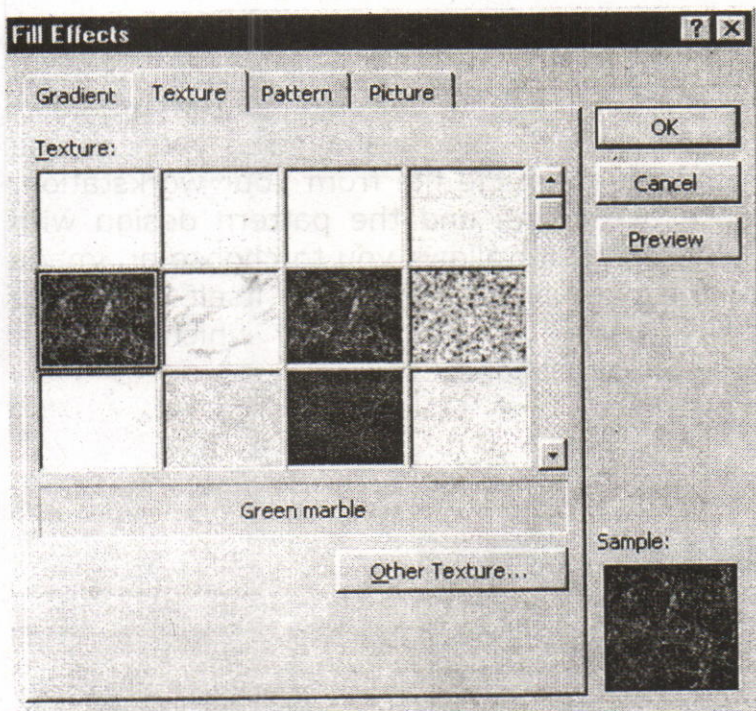 Fill Effects
Gradient Texture Pattern Picture
OK
Texture:
Cancel
Preview
Green marble
Other Texture...
Sample: